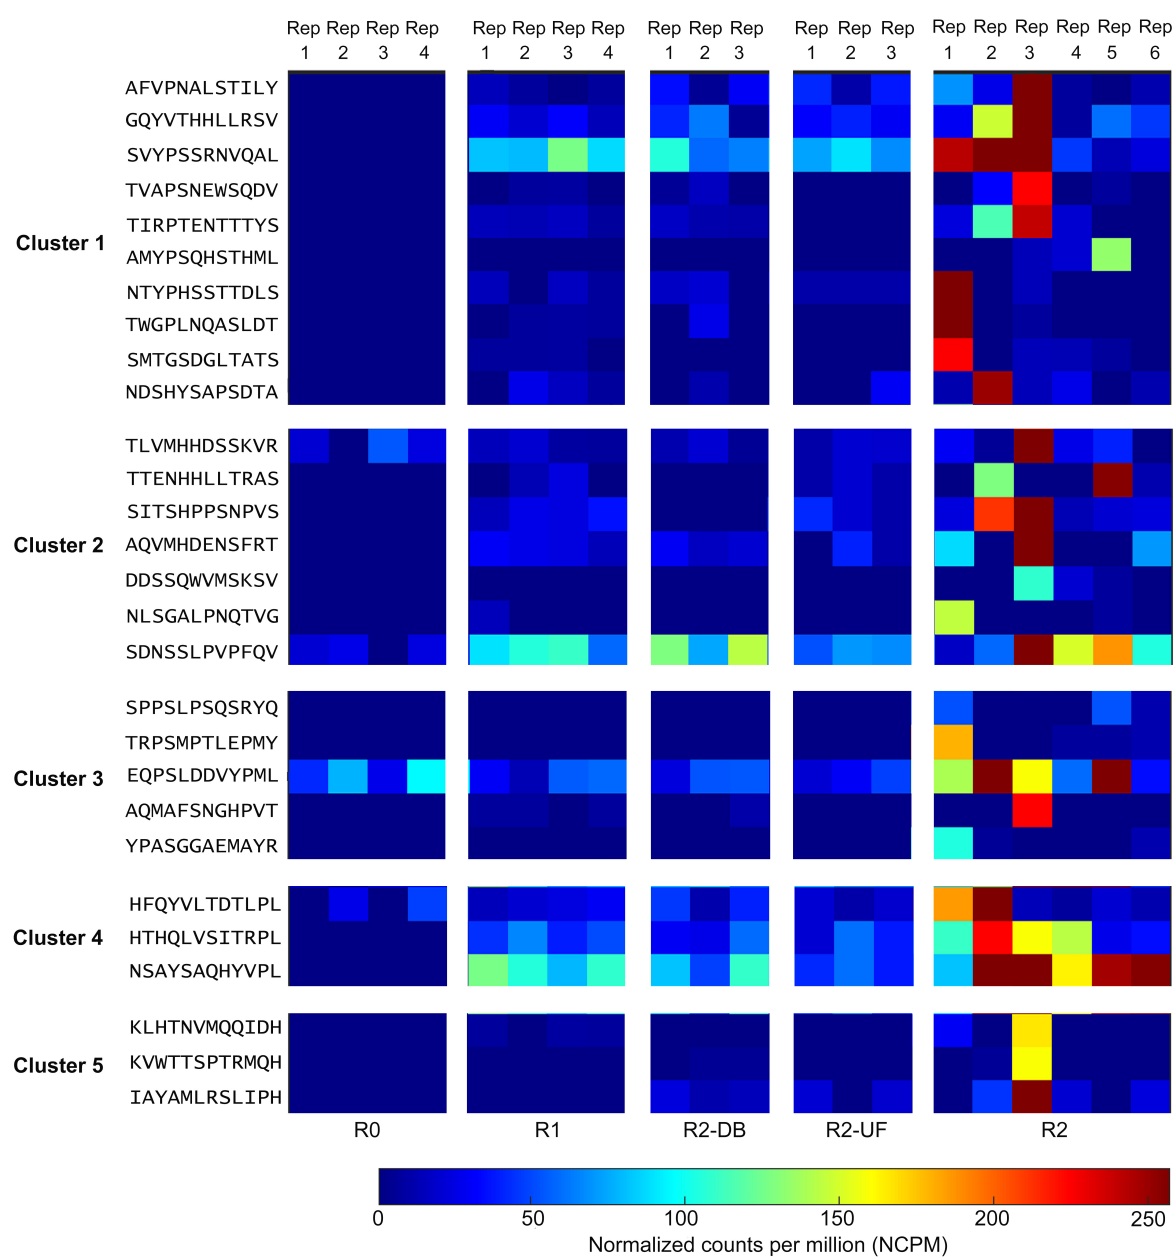 Rep Rep Rep Rep Rep Rep Rep Rep Rep Rep Rep Rep Rep Rep Rep Rep Rep Rep Rep Rep
1 2 3 4 1 2 3 4 1 2 3 1 2 3 1 2 3 4 5 6
AFVPNALSTILY
GQYVTHHLLRSV
SVYPSSRNVQAL
TVAPSNEWSQDV
TIRPTENTTTYS
Cluster 1
AMYPSQHSTHML
NTYPHSSTTDLS
TWGPLNQASLDT
SMTGSDGLTATS
NDSHYSAPSDTA
TLVMHHDSSKVR
TTENHHLLTRAS
SITSHPPSNPVS
Cluster 2 AQVMHDENSFRT
DDSSQWVMSKSV
NLSGALPNQTVG
SDNSSLPVPFQV
SPPSLPSQSRYQ
TRPSMPTLEPMY
Cluster 3 EQPSLDDVYPML
AQMAFSNGHPVT
YPASGGAEMAYR
HFQYVLTDTLPL
Cluster 4 HTHQLVSITRPL
NSAYSAQHYVPL
KLHTNVMQQIDH
Cluster 5 KVWTTSPTRMQH
IAYAMLRSLIPH
R0 R1 R2-DB R2-UF R2
0 50 100 150 200 250
Normalized counts per million (NCPM)